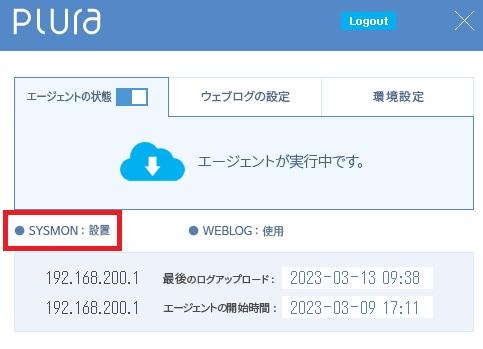 PLURA
Logout
エージェントの状態 ウェブログの設定 環境設定
エージェントが実行中です。
● SYSMON : 設置 ● WEBLOG : 使用
192.168.200.1 最後のログアップロード : 2023-03-13 09:38
192.168.200.1 エージェントの開始時間 : 2023-03-09 17:11